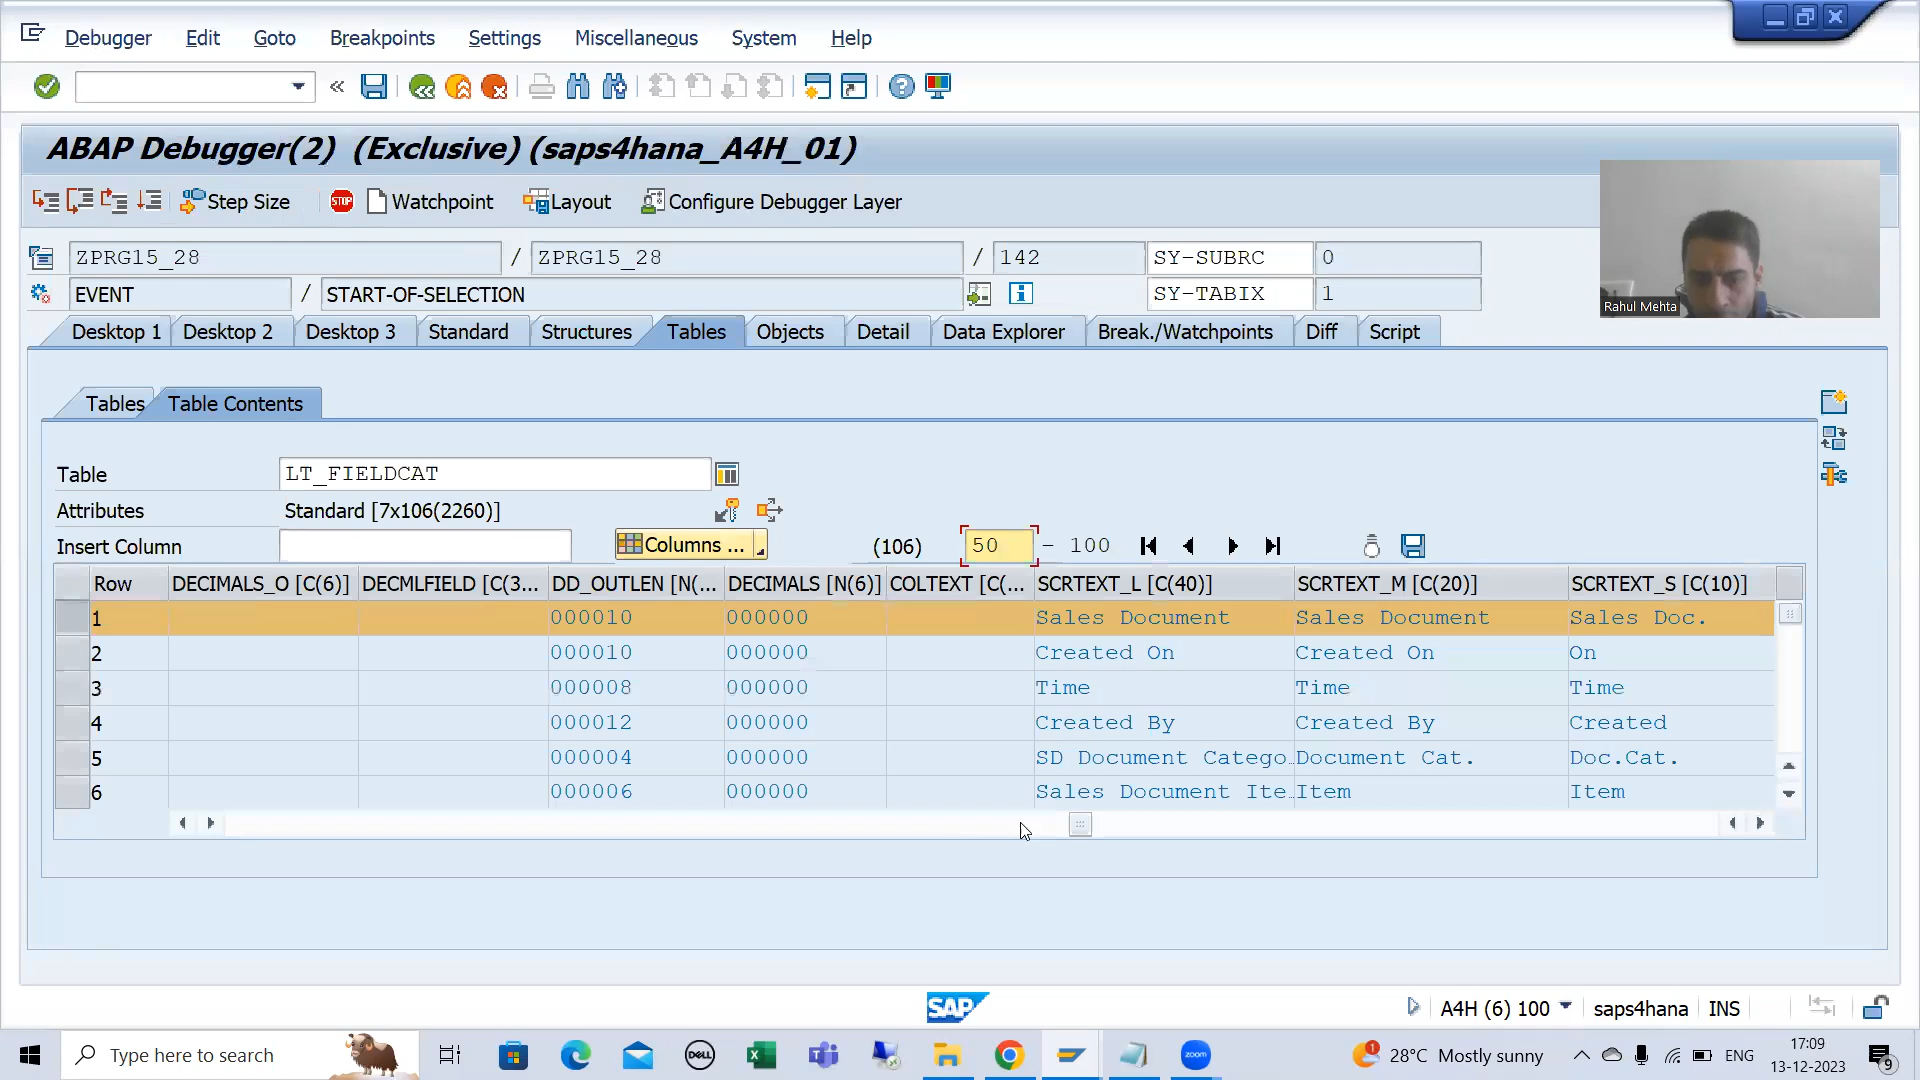 Debugger Edit Goto Breakpoints Settings Miscellaneous System Help
ABAP Debugger(2) (Exclusive) (saps4hana_A4H_01)
Step Size STOP Watchpoint Layout Configure Debugger Layer
ZPRG15_28 / ZPRG15_28 / 142 SY-SUBRC 0
EVENT / START-OF-SELECTION SY-TABIX 1
Rahul Mehta
Desktop 1 Desktop 2 Desktop 3 Standard Structures Tables Objects Detail Data Explorer Break./Watchpoints Diff Script
Tables Table Contents
Table LT_FIELDCAT
Attributes Standard [7x106(2260)]
Insert Column Columns ... (106) 50 - 100
Row DECIMALS_O [C(6)] DECMLFIELD [C(3... DD_OUTLEN [N(... DECIMALS [N(6)] COLTEXT [C(... SCRTEXT_L [C(40)] SCRTEXT_M [C(20)] SCRTEXT_S [C(10)]
1 000010 000000 Sales Document Sales Document Sales Doc.
2 000010 000000 Created On Created On On
3 000008 000000 Time Time Time
4 000012 000000 Created By Created By Created
5 000004 000000 SD Document Catego… Document Cat. Doc.Cat.
6 000006 000000 Sales Document Ite… Item Item
SAP
A4H (6) 100 saps4hana INS
Type here to search DELL zoom 1 28°C Mostly sunny ENG 17:09
13-12-2023 9